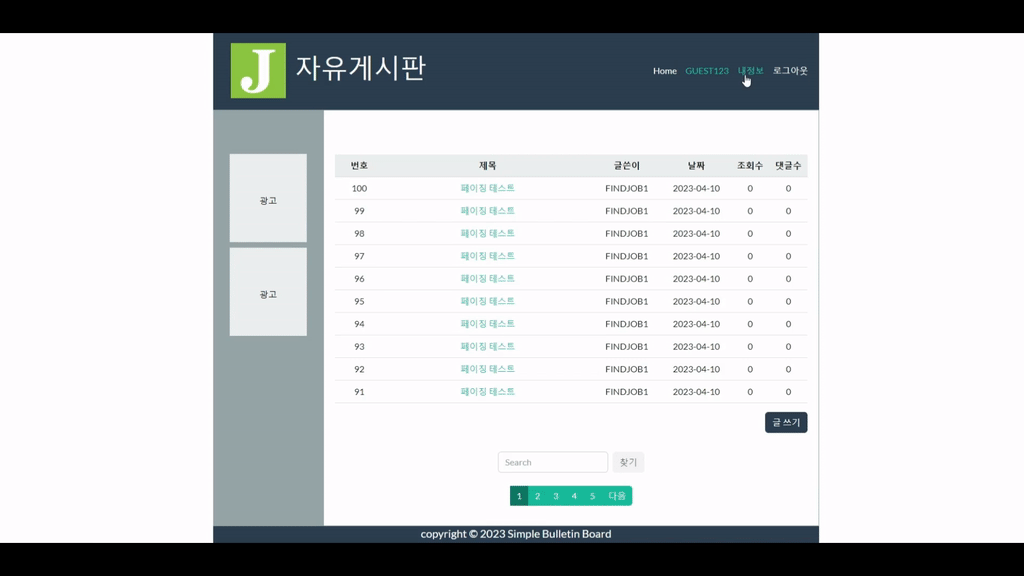 J 자유게시판
Home GUEST123 내정보 로그아웃
광고
광고
번호 제목 글쓴이 날짜 조회수 댓글수
100 페이징 테스트 FINDJOB1 2023-04-10 0 0
99 페이징 테스트 FINDJOB1 2023-04-10 0 0
98 페이징 테스트 FINDJOB1 2023-04-10 0 0
97 페이징 테스트 FINDJOB1 2023-04-10 0 0
96 페이징 테스트 FINDJOB1 2023-04-10 0 0
95 페이징 테스트 FINDJOB1 2023-04-10 0 0
94 페이징 테스트 FINDJOB1 2023-04-10 0 0
93 페이징 테스트 FINDJOB1 2023-04-10 0 0
92 페이징 테스트 FINDJOB1 2023-04-10 0 0
91 페이징 테스트 FINDJOB1 2023-04-10 0 0
글 쓰기
Search 찾기
1 2 3 4 5 다음
copyright © 2023 Simple Bulletin Board